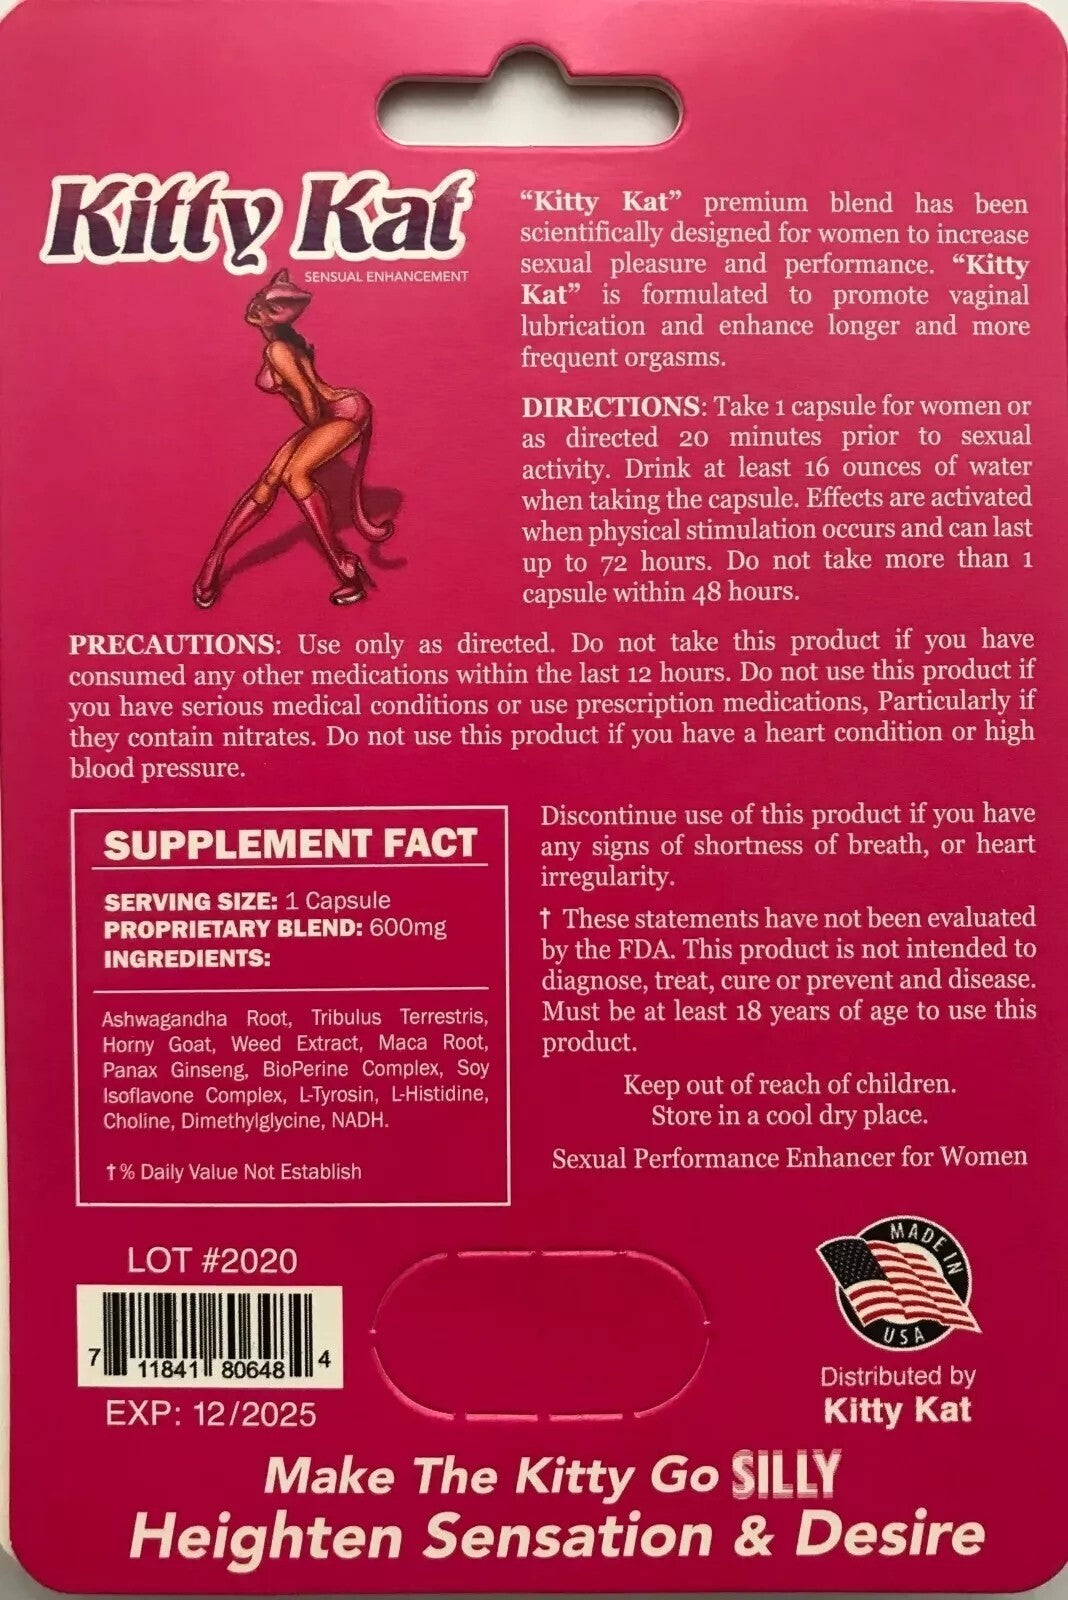 Kitty Kat
SENSUAL ENHANCEMENT
“Kitty Kat” premium blend has been
scientifically designed for women to increase
sexual pleasure and performance. “Kitty
Kat” is formulated to promote vaginal
lubrication and enhance longer and more
frequent orgasms.
DIRECTIONS: Take 1 capsule for women or
as directed 20 minutes prior to sexual
activity. Drink at least 16 ounces of water
when taking the capsule. Effects are activated
when physical stimulation occurs and can last
up to 72 hours. Do not take more than 1
capsule within 48 hours.
PRECAUTIONS: Use only as directed. Do not take this product if you have
consumed any other medications within the last 12 hours. Do not use this product if
you have serious medical conditions or use prescription medications, Particularly if
they contain nitrates. Do not use this product if you have a heart condition or high
blood pressure.
SUPPLEMENT FACT
SERVING SIZE: 1 Capsule
PROPRIETARY BLEND: 600mg
INGREDIENTS:
Ashwagandha Root, Tribulus Terrestris,
Horny Goat, Weed Extract, Maca Root,
Panax Ginseng, BioPerine Complex, Soy
Isoflavone Complex, L-Tyrosin, L-Histidine,
Choline, Dimethylglycine, NADH.
†% Daily Value Not Establish
Discontinue use of this product if you have
any signs of shortness of breath, or heart
irregularity.
† These statements have not been evaluated
by the FDA. This product is not intended to
diagnose, treat, cure or prevent and disease.
Must be at least 18 years of age to use this
product.
Keep out of reach of children.
Store in a cool dry place.
Sexual Performance Enhancer for Women
LOT #2020
7 11841 80648 4
EXP: 12/2025
MADE IN
USA
Distributed by
Kitty Kat
Make The Kitty Go SILLY
Heighten Sensation & Desire